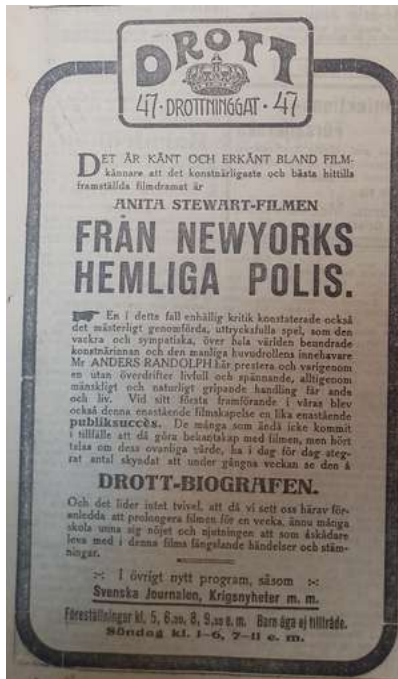 DROTT
47 · DROTTNINGGAT · 47
DET ÄR KÄNT OCH ERKÄNT BLAND FILM-
kännare att det konstnärligaste och bästa hittills
framställda filmdramat är
ANITA STEWART-FILMEN
FRÅN NEWYORKS
HEMLIGA POLIS.
En i detta fall enhällig kritik konstaterade också
det mästerligt genomförda, uttrycksfulla spel, som den
vackra och sympatiska, över hela världen beundrade
konstnärinnan och den manliga huvudrollens innehavare
Mr ANDERS RANDOLPH här prestera och varigenom
en utan överdrifter livfull och spännande, alltigenom
mänskligt och naturligt gripande handling får ande
och liv. Vid sitt första framförande i våras blev
också denna enastående filmskapelse en lika enastående
publiksuccès. De många som ändå icke kommit
i tillfälle att då göra bekantskap med filmen, men hört
talas om dess ovanliga värde, ha i dag för dag steg-
rat antal skyndat att under gångna veckan se den å
DROTT-BIOGRAFEN.
Och det lider intet tvivel, att då vi sett oss härav för-
anledda att prolongera filmen för en vecka, ännu många
skola unna sig nöjet och njutningen att som åskådare
leva med i denna films fängslande händelser och stäm-
ningar.
:-: I övrigt nytt program, såsom :-:
Svenska Journalen, Krigsnyheter m. m.
Föreställningar kl. 5, 6,30, 8, 9,30 e. m. Barn äga ej tillträde.
Söndag kl. 1-6, 7-11 e. m.